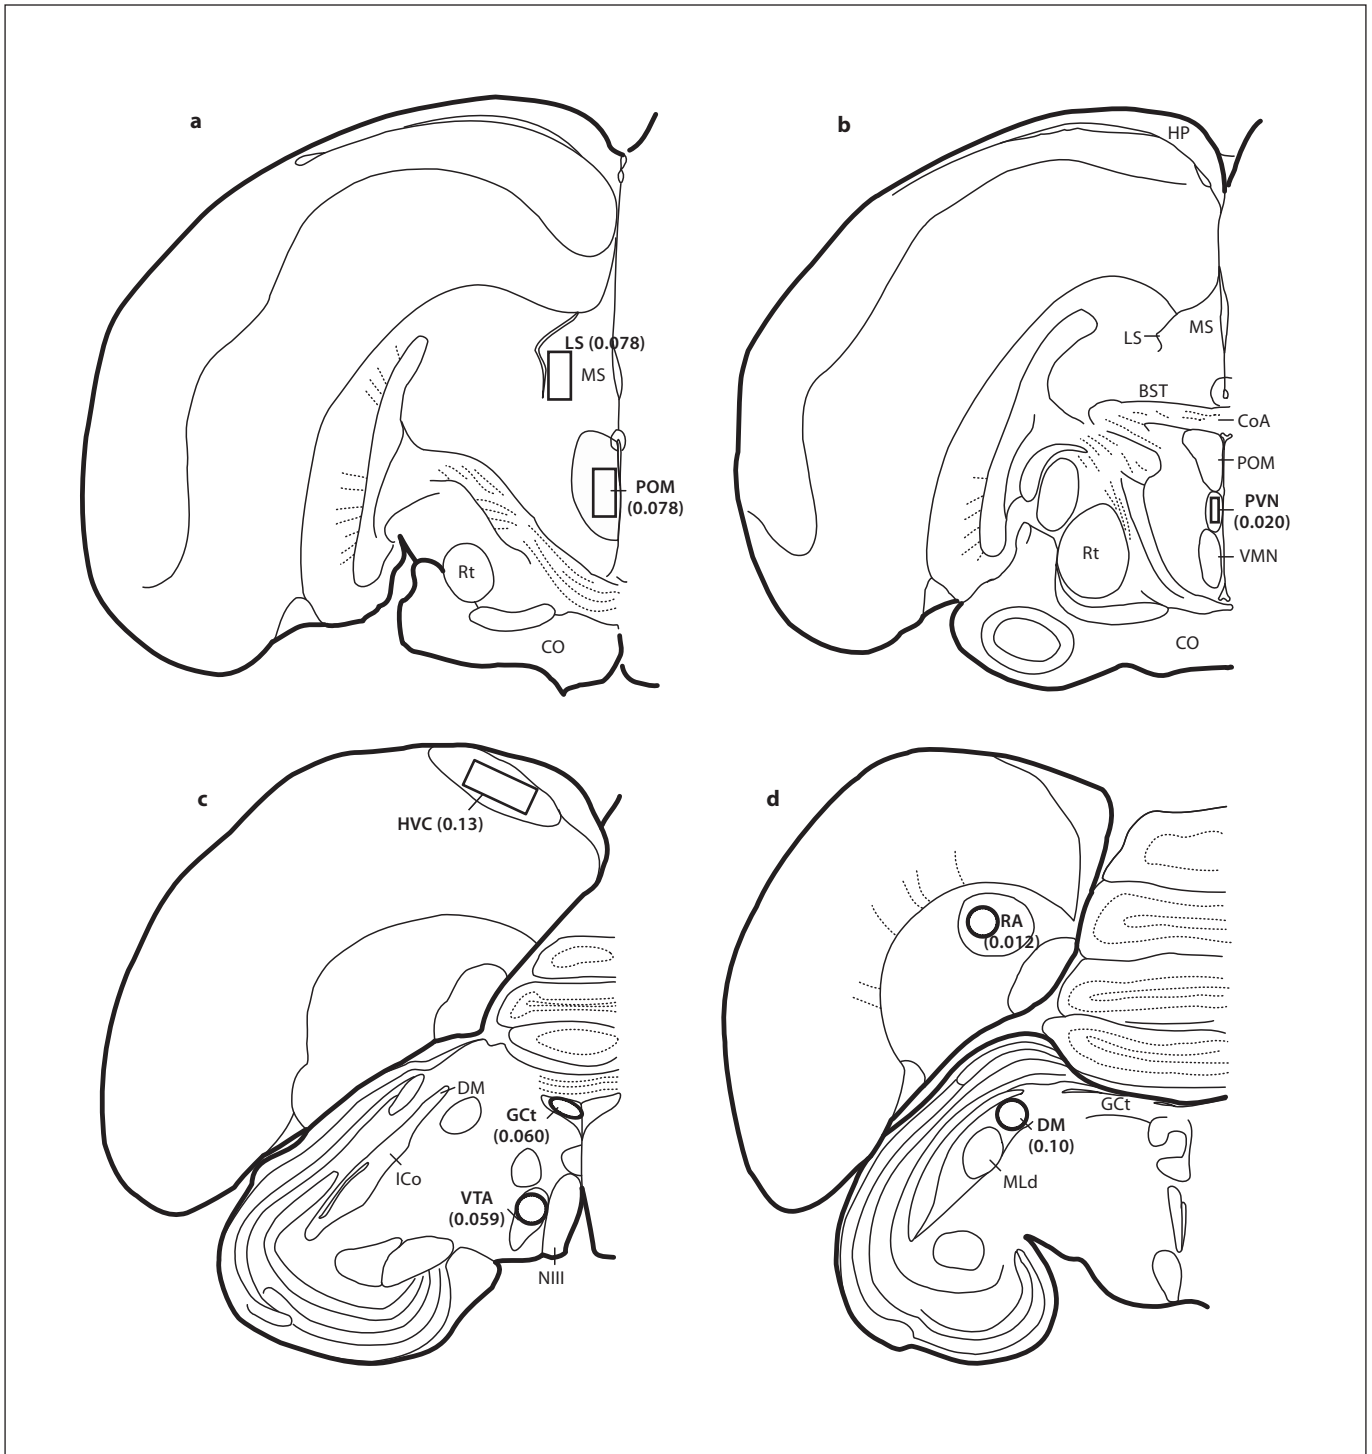 a
LS (0.078)
MS
POM
(0.078)
Rt
CO
b
HP
LS
MS
BST
CoA
POM
PVN
(0.020)
VMN
Rt
CO
c
HVC (0.13)
DM
GCt
(0.060)
ICo
VTA
(0.059)
NIII
d
RA
(0.012)
GCt
DM
(0.10)
MLd